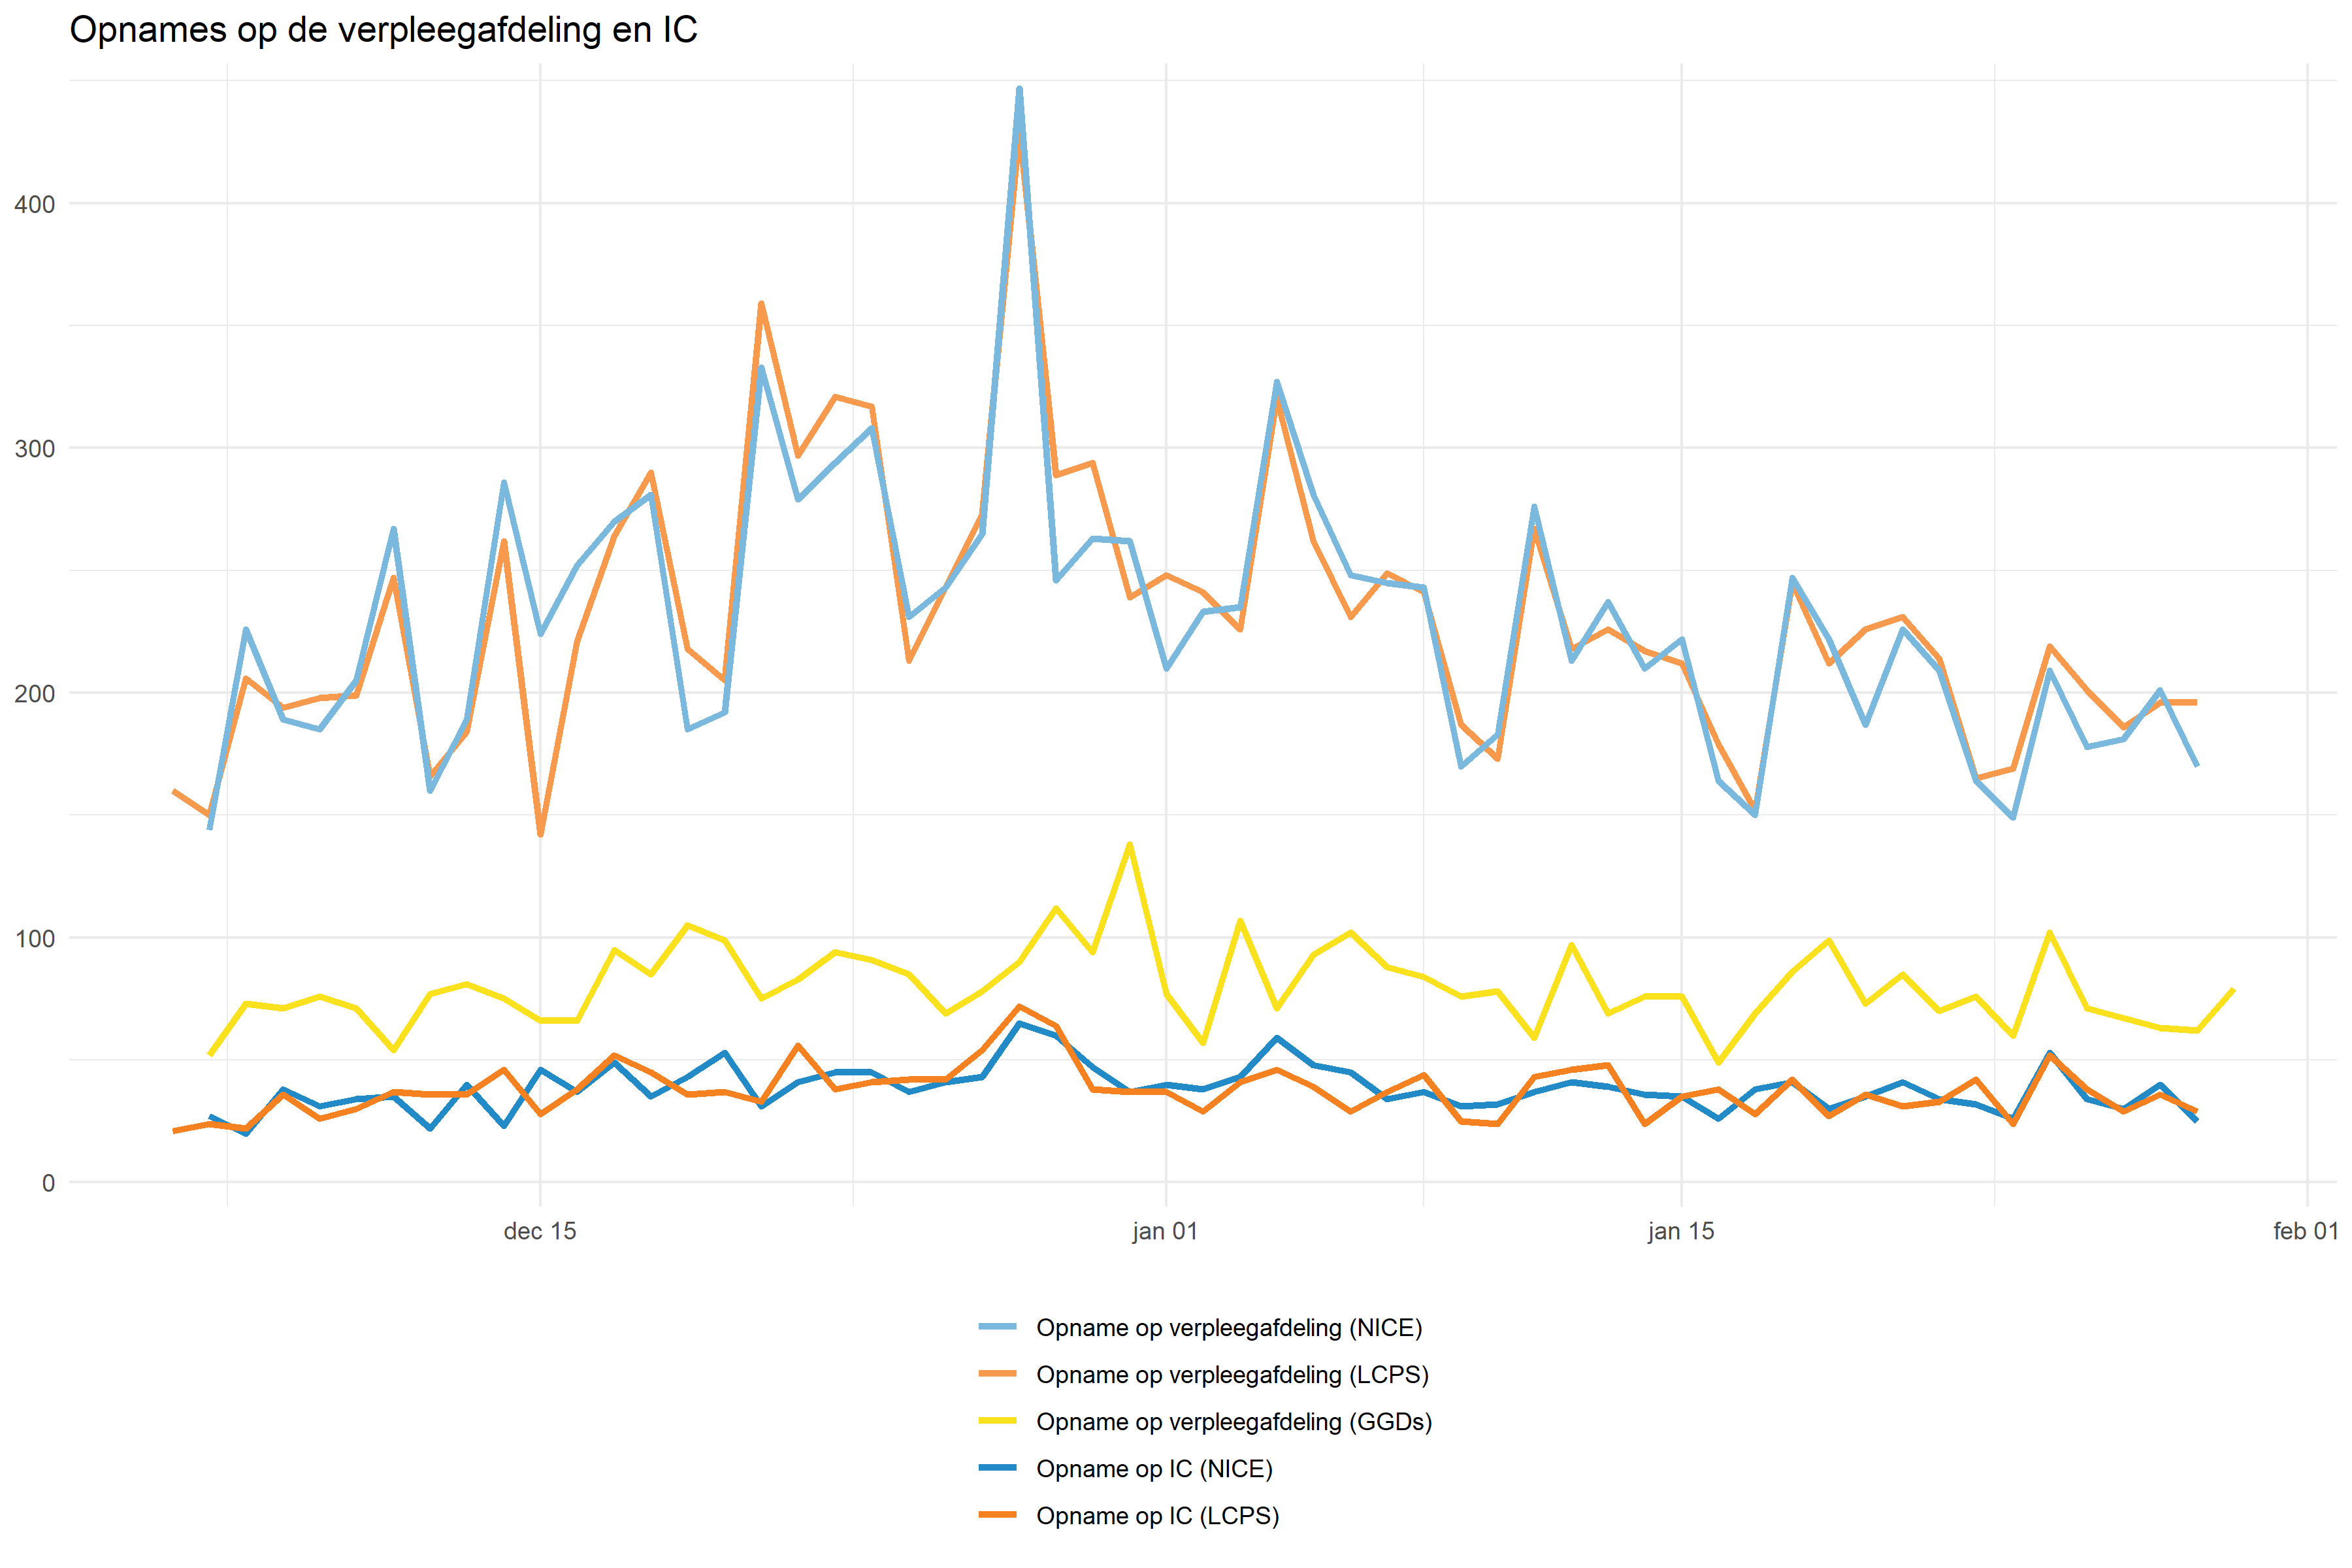 Opnames op de verpleegafdeling en IC
400
300
200
100
0
dec 15
jan 01
jan 15
feb 01
Opname op verpleegafdeling (NICE)
Opname op verpleegafdeling (LCPS)
Opname op verpleegafdeling (GGDs)
Opname op IC (NICE)
Opname op IC (LCPS)